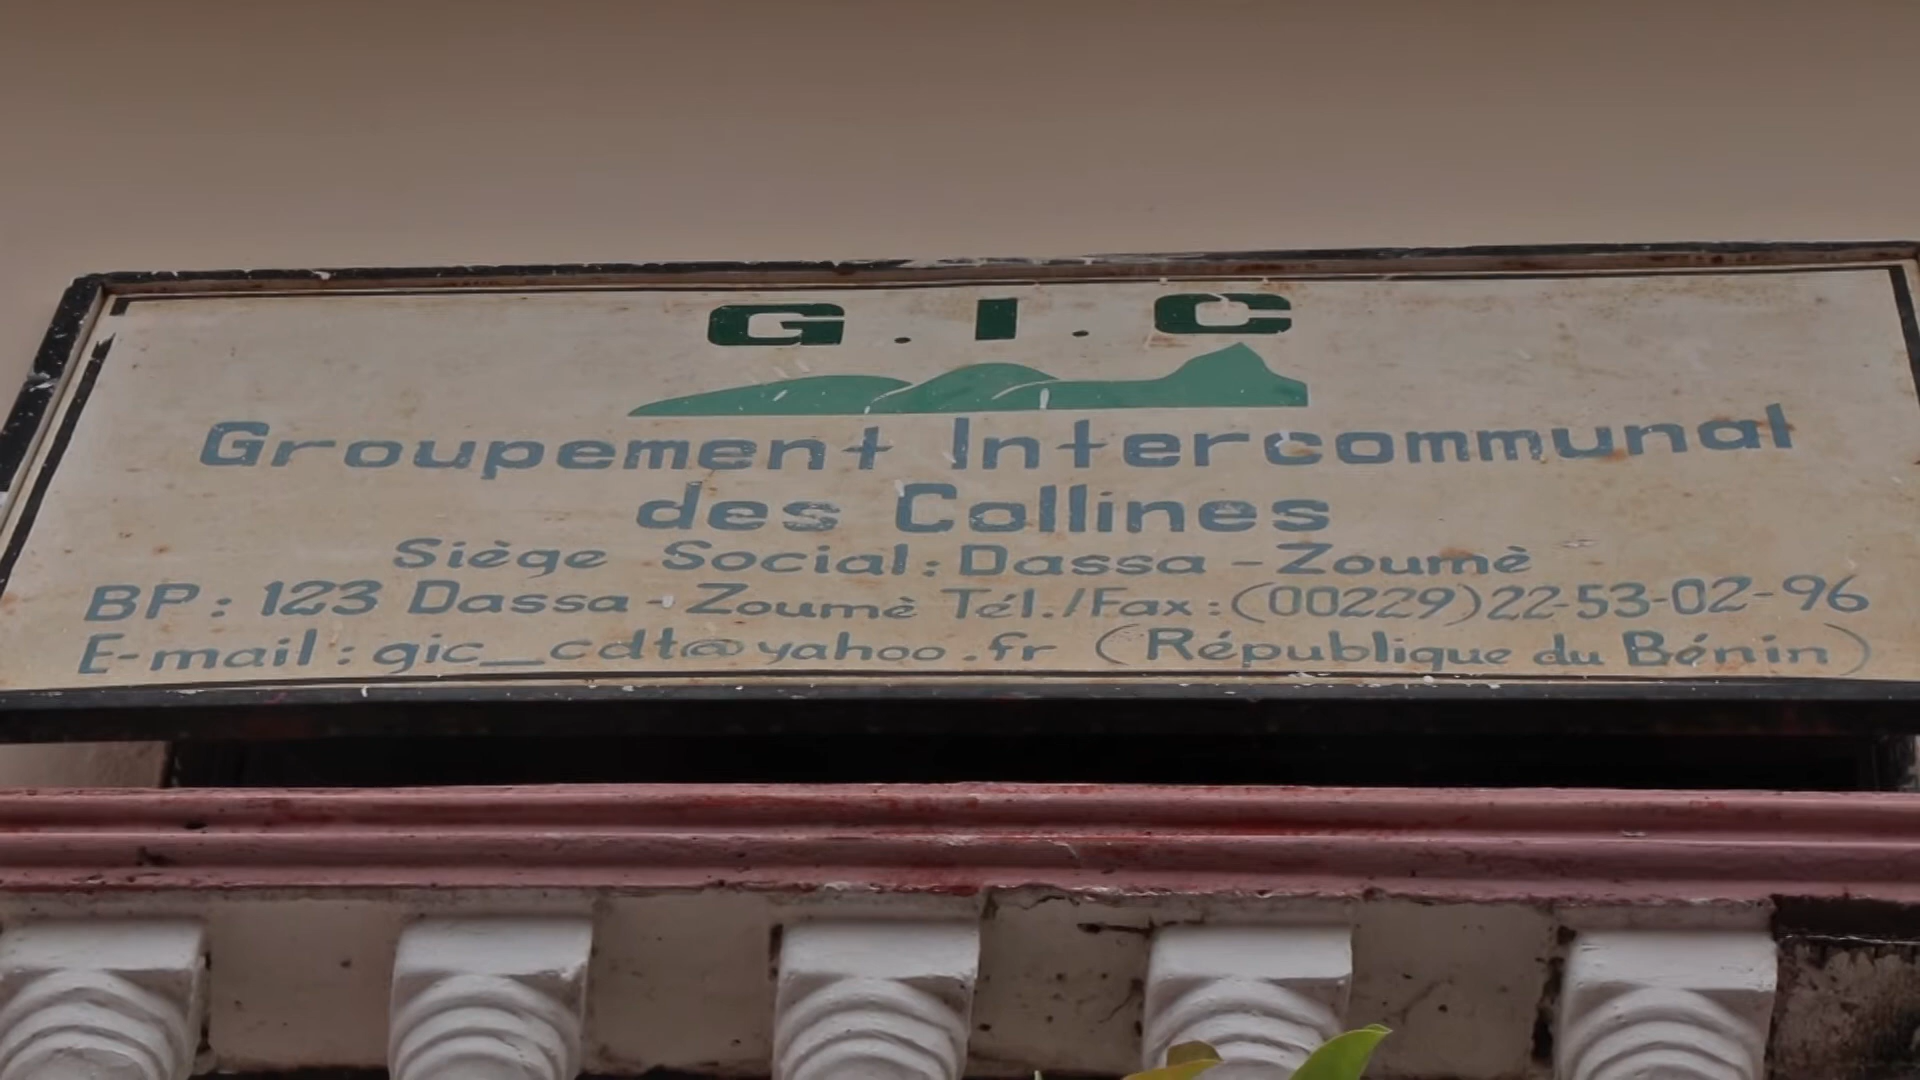 G.I.C
Groupement Intercommunal
des Collines
Siège Social : Dassa - Zoumè
BP : 123 Dassa - Zoumè Tél./Fax : (00229) 22-53-02-96
E-mail : gic_cdt@yahoo.fr (République du Bénin)